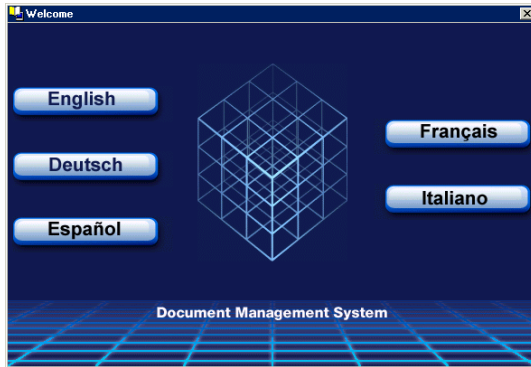 Welcome
English
Deutsch
Español
Français
Italiano
Document Management System